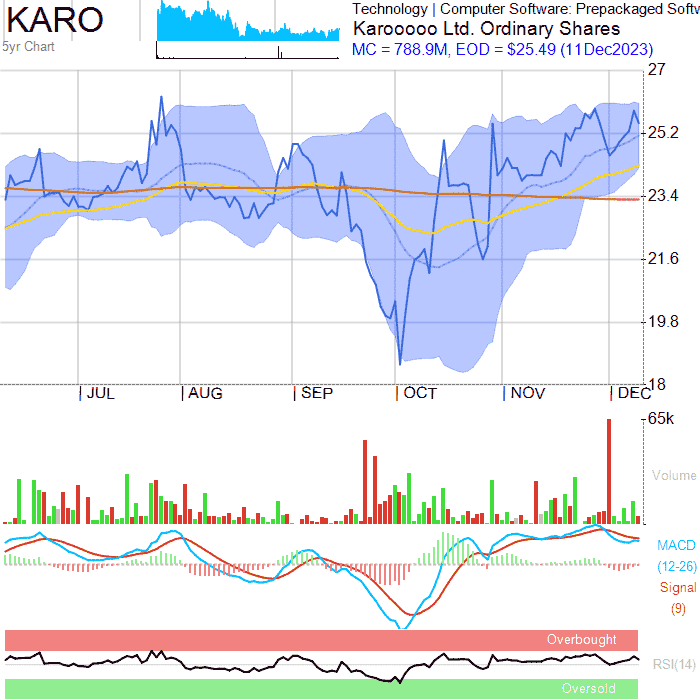 KARO
5yr Chart
Technology | Computer Software: Prepackaged Softw
Karooooo Ltd. Ordinary Shares
MC = 788.9M, EOD = $25.49 (11Dec2023)
27
25.2
23.4
21.6
19.8
18
| JUL | AUG | SEP | OCT | NOV | DEC
65k
Volume
MACD
(12-26)
Signal
(9)
Overbought
RSI(14)
Oversold